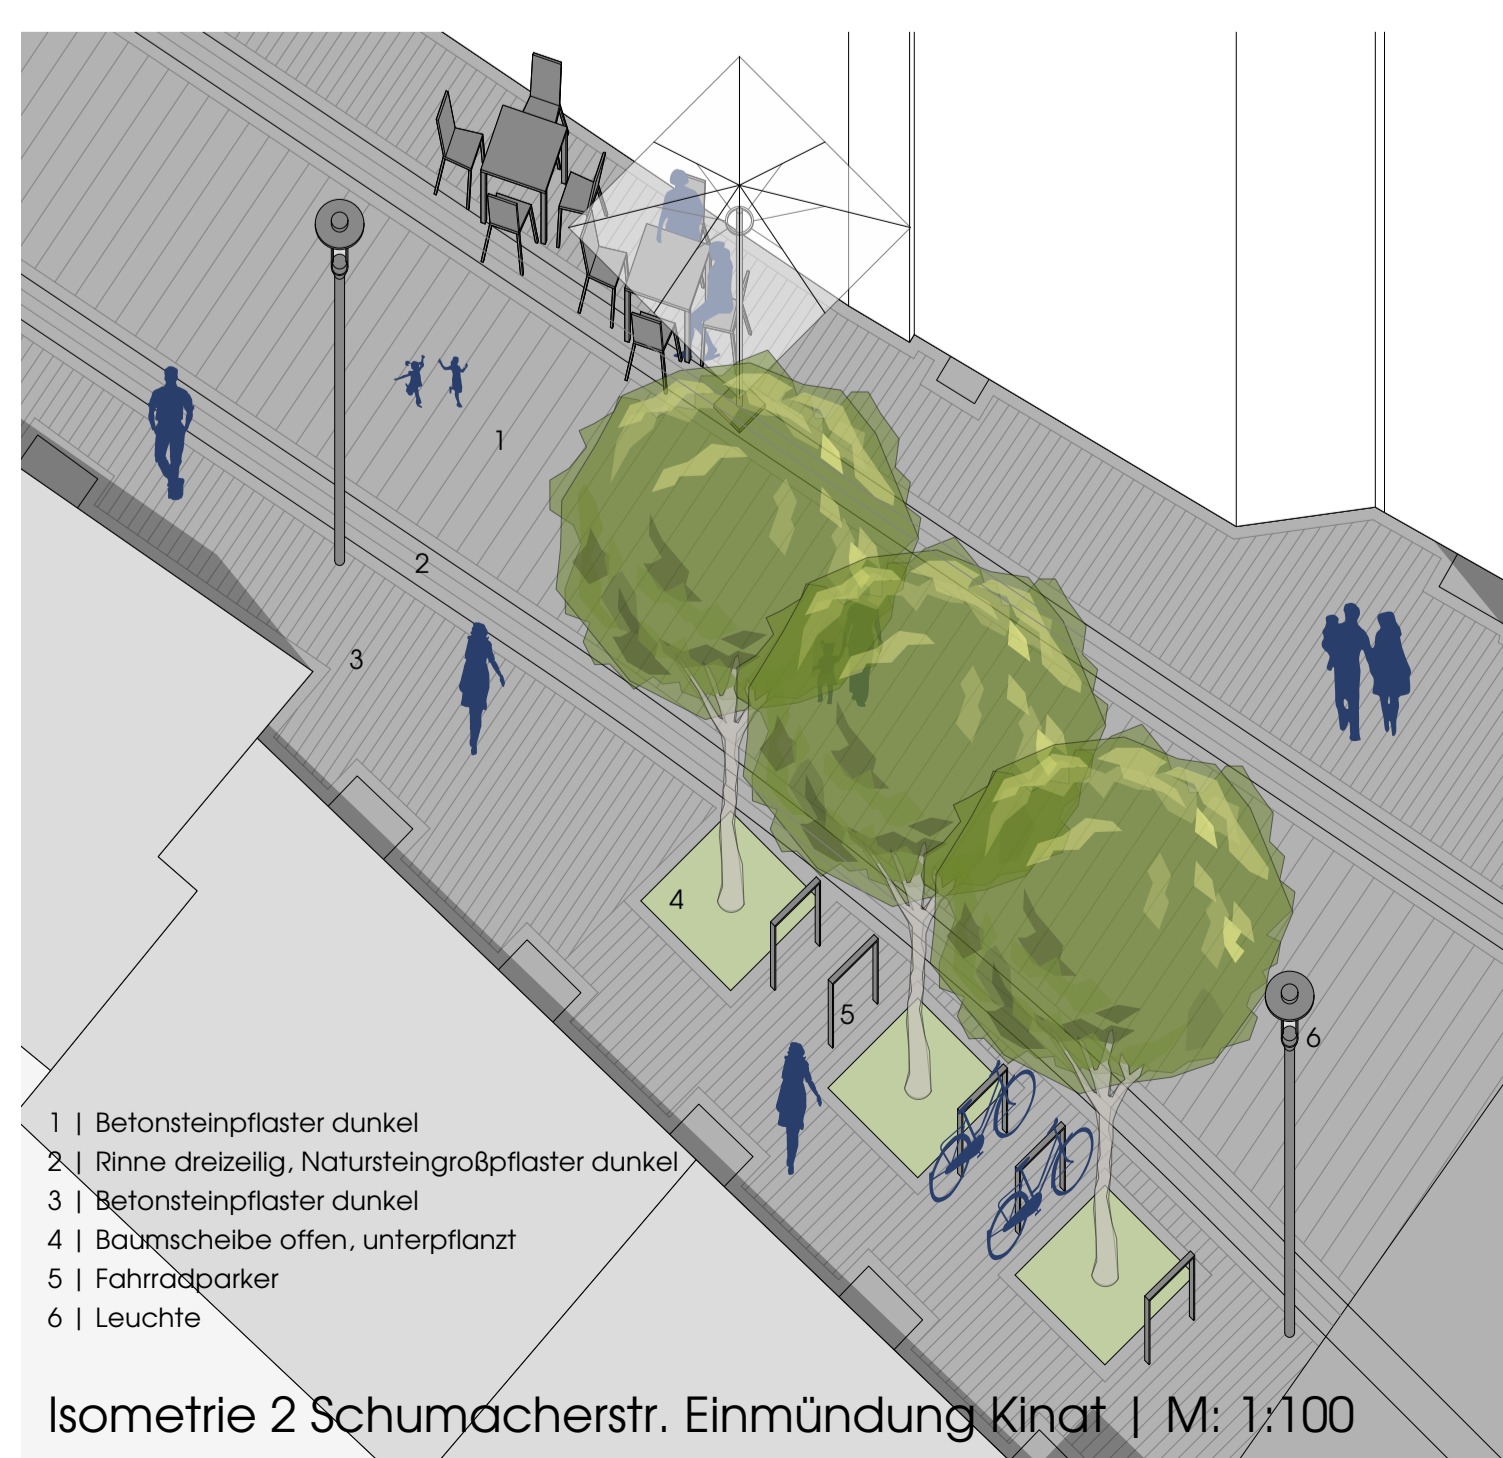 1
2
3
4
5
6
1 | Betonsteinpflaster dunkel
2 | Rinne dreizeilig, Natursteingroßpflaster dunkel
3 | Betonsteinpflaster dunkel
4 | Baumscheibe offen, unterpflanzt
5 | Fahrradparker
6 | Leuchte
Isometrie 2 Schumacherstr. Einmündung Kinat | M: 1:100